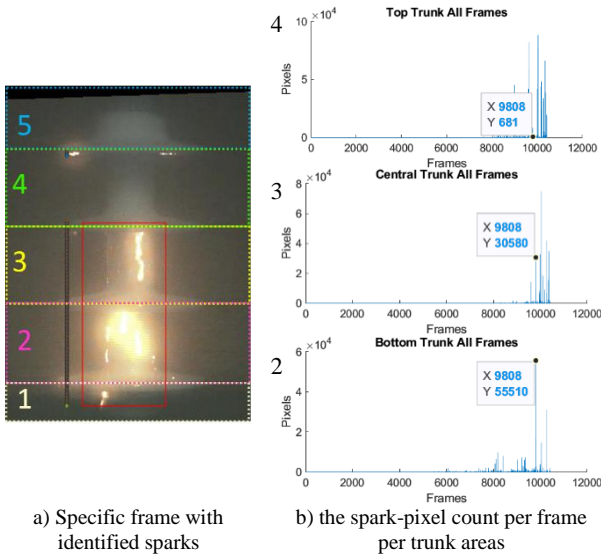 5
4
3
2
1
4
Top Trunk All Frames
×10⁴
10
5
0
Pixels
X 9808
Y 681
0 2000 4000 6000 8000 10000 12000
Frames
3
Central Trunk All Frames
×10⁴
8
6
4
2
0
Pixels
X 9808
Y 30580
0 2000 4000 6000 8000 10000 12000
Frames
2
Bottom Trunk All Frames
×10⁴
6
4
2
0
Pixels
X 9808
Y 55510
0 2000 4000 6000 8000 10000 12000
Frames
a) Specific frame with
identified sparks
b) the spark-pixel count per frame
per trunk areas